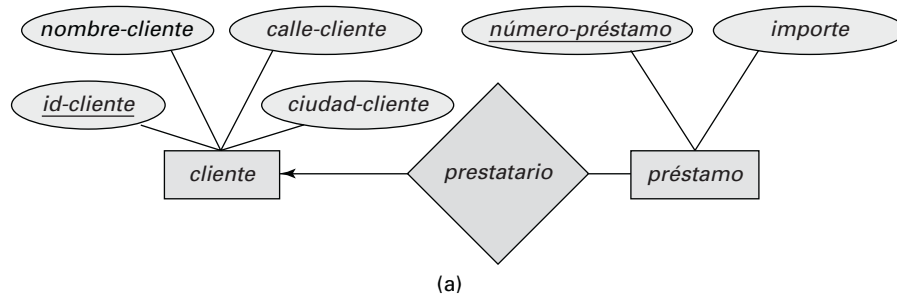 nombre-cliente
calle-cliente
número-préstamo
importe
id-cliente
ciudad-cliente
cliente
prestatario
préstamo
(a)